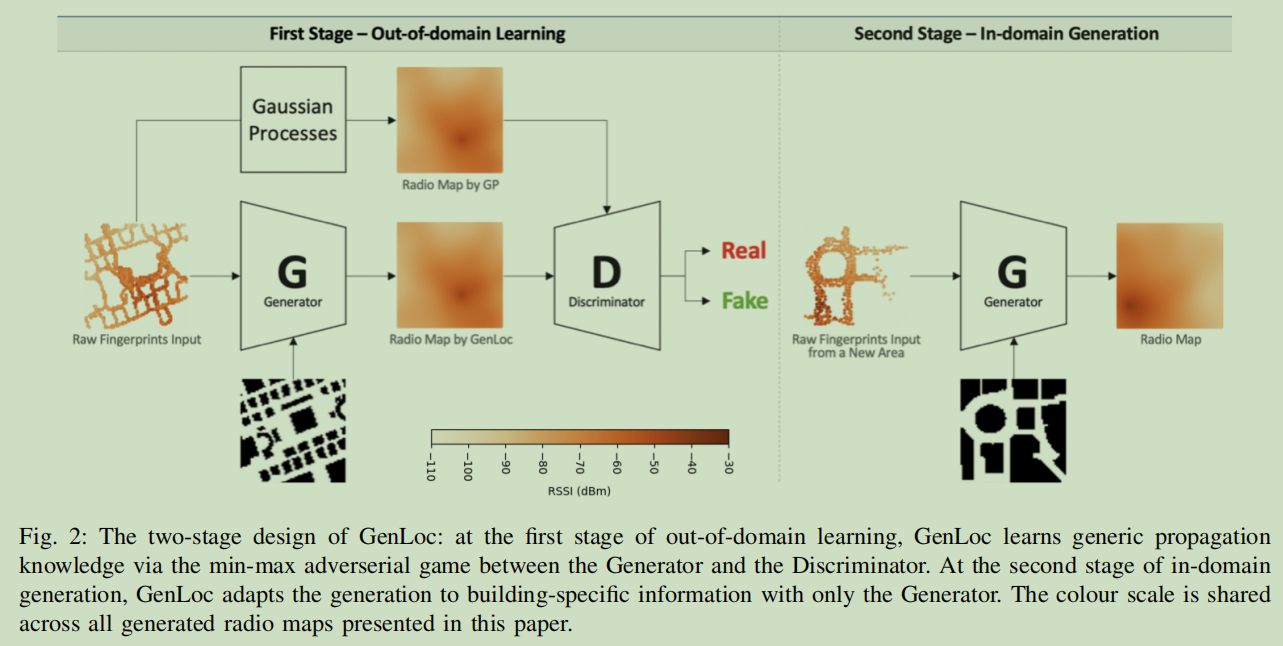 First Stage – Out-of-domain Learning
Second Stage – In-domain Generation
Gaussian
Processes
Radio Map by GP
G
Generator
D
Discriminator
Real
Fake
G
Generator
Raw Fingerprints Input
Radio Map by GenLoc
Raw Fingerprints Input
from a New Area
Radio Map
−110
−100
−90
−80
−70
−60
−50
−40
−30
RSSI (dBm)
Fig. 2: The two-stage design of GenLoc: at the first stage of out-of-domain learning, GenLoc learns generic propagation
knowledge via the min-max adverserial game between the Generator and the Discriminator. At the second stage of in-domain
generation, GenLoc adapts the generation to building-specific information with only the Generator. The colour scale is shared
across all generated radio maps presented in this paper.